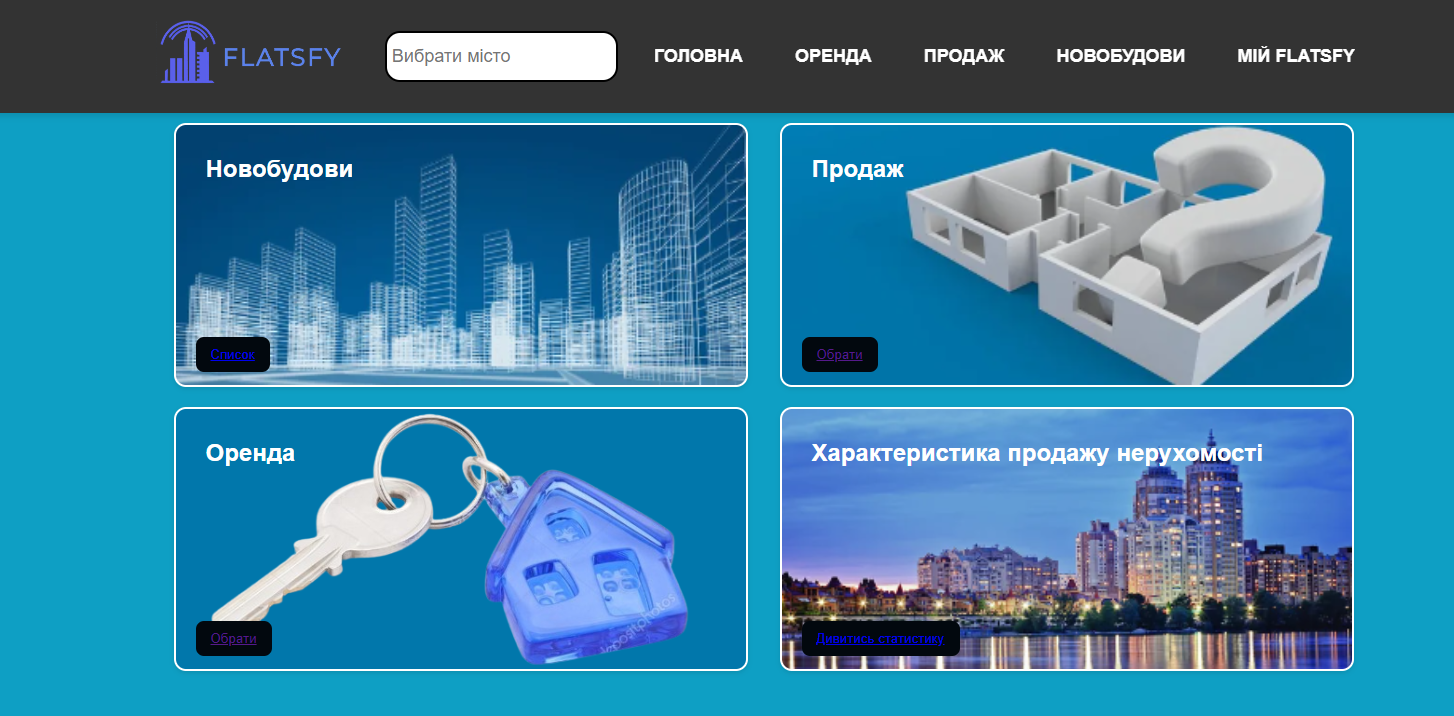 FLATSFY
Вибрати місто
ГОЛОВНА
ОРЕНДА
ПРОДАЖ
НОВОБУДОВИ
МІЙ FLATSFY
Новобудови
Список
Продаж
Обрати
Оренда
depositphotos
Обрати
Характеристика продажу нерухомості
Дивитись статистику